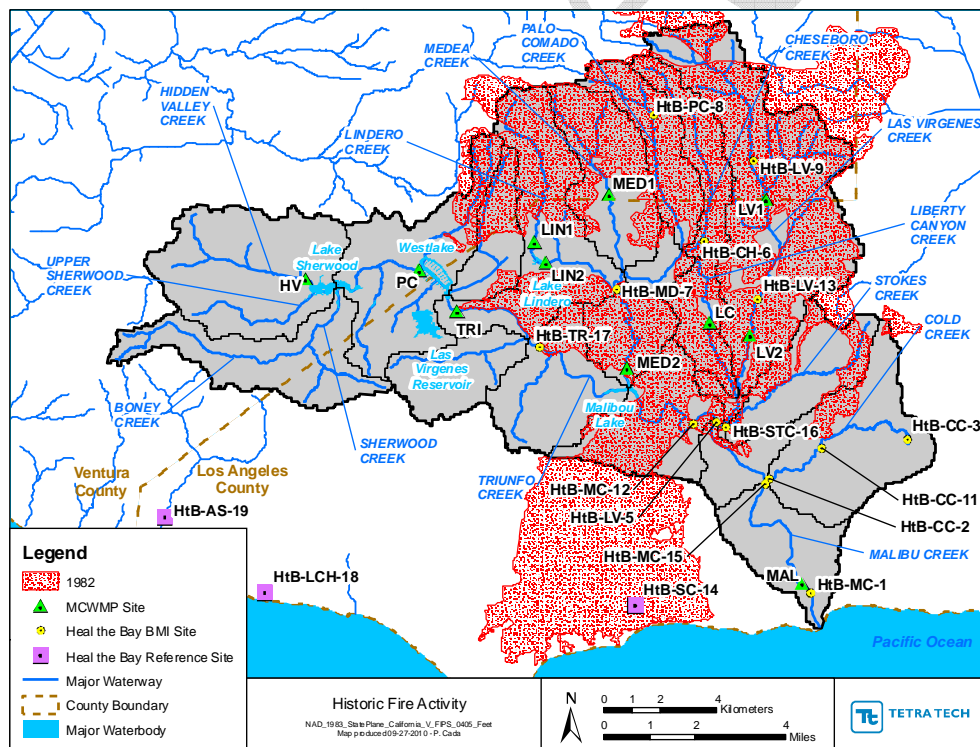 PALO
COMADO
CREEK
MEDEA
CREEK
CHESEBORO
CREEK
HIDDEN
VALLEY
CREEK
LINDERO
CREEK
LAS VIRGENES
CREEK
HtB-PC-8
HtB-LV-9
MED1
LV1
LIBERTY
CANYON
CREEK
LIN1
Westlake
Lake
Sherwood
HtB-CH-6
UPPER
SHERWOOD
CREEK
HV
PC
LIN2
Lake
Lindero
HtB-MD-7
HtB-LV-13
STOKES
CREEK
COLD
CREEK
TRI
LC
LV2
HtB-TR-17
Las
Virgenes
Reservoir
MED2
BONEY
CREEK
Malibou
Lake
SHERWOOD
CREEK
HtB-STC-16
HtB-CC-3
Ventura
County
Los Angeles
County
TRIUNFO
CREEK
HtB-MC-12
HtB-LV-5
HtB-CC-11
HtB-CC-2
HtB-AS-19
HtB-MC-15
MALIBU CREEK
HtB-LCH-18
HtB-SC-14
MAL
HtB-MC-1
Pacific Ocean
Legend
1982
MCWMP Site
Heal the Bay BMI Site
Heal the Bay Reference Site
Major Waterway
County Boundary
Major Waterbody
Historic Fire Activity
NAD_1983_StatePlane_California_V_FIPS_0405_Feet
Map produced 09-27-2010 - P. Cada
N
0 2 4
Kilometers
0 2 4
Miles
Tt TETRA TECH